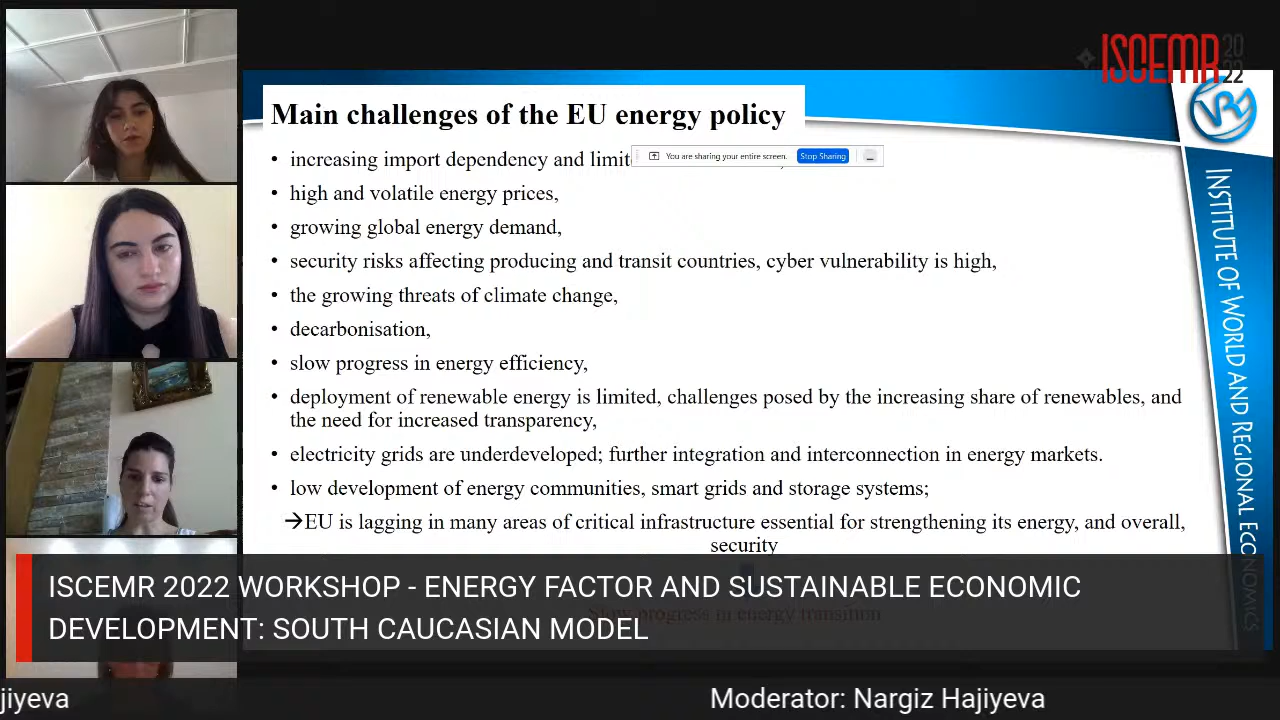 ISCEMR 20
22
Main challenges of the EU energy policy
• increasing import dependency and limit
You are sharing your entire screen. Stop Sharing
• high and volatile energy prices,
• growing global energy demand,
• security risks affecting producing and transit countries, cyber vulnerability is high,
• the growing threats of climate change,
• decarbonisation,
• slow progress in energy efficiency,
• deployment of renewable energy is limited, challenges posed by the increasing share of renewables, and
the need for increased transparency,
• electricity grids are underdeveloped; further integration and interconnection in energy markets.
• low development of energy communities, smart grids and storage systems;
→EU is lagging in many areas of critical infrastructure essential for strengthening its energy, and overall,
security
Slow progress in energy transition
INSTITUTE OF WORLD AND REGIONAL ECONOMICS
ISCEMR 2022 WORKSHOP - ENERGY FACTOR AND SUSTAINABLE ECONOMIC
DEVELOPMENT: SOUTH CAUCASIAN MODEL
jiyeva Moderator: Nargiz Hajiyeva